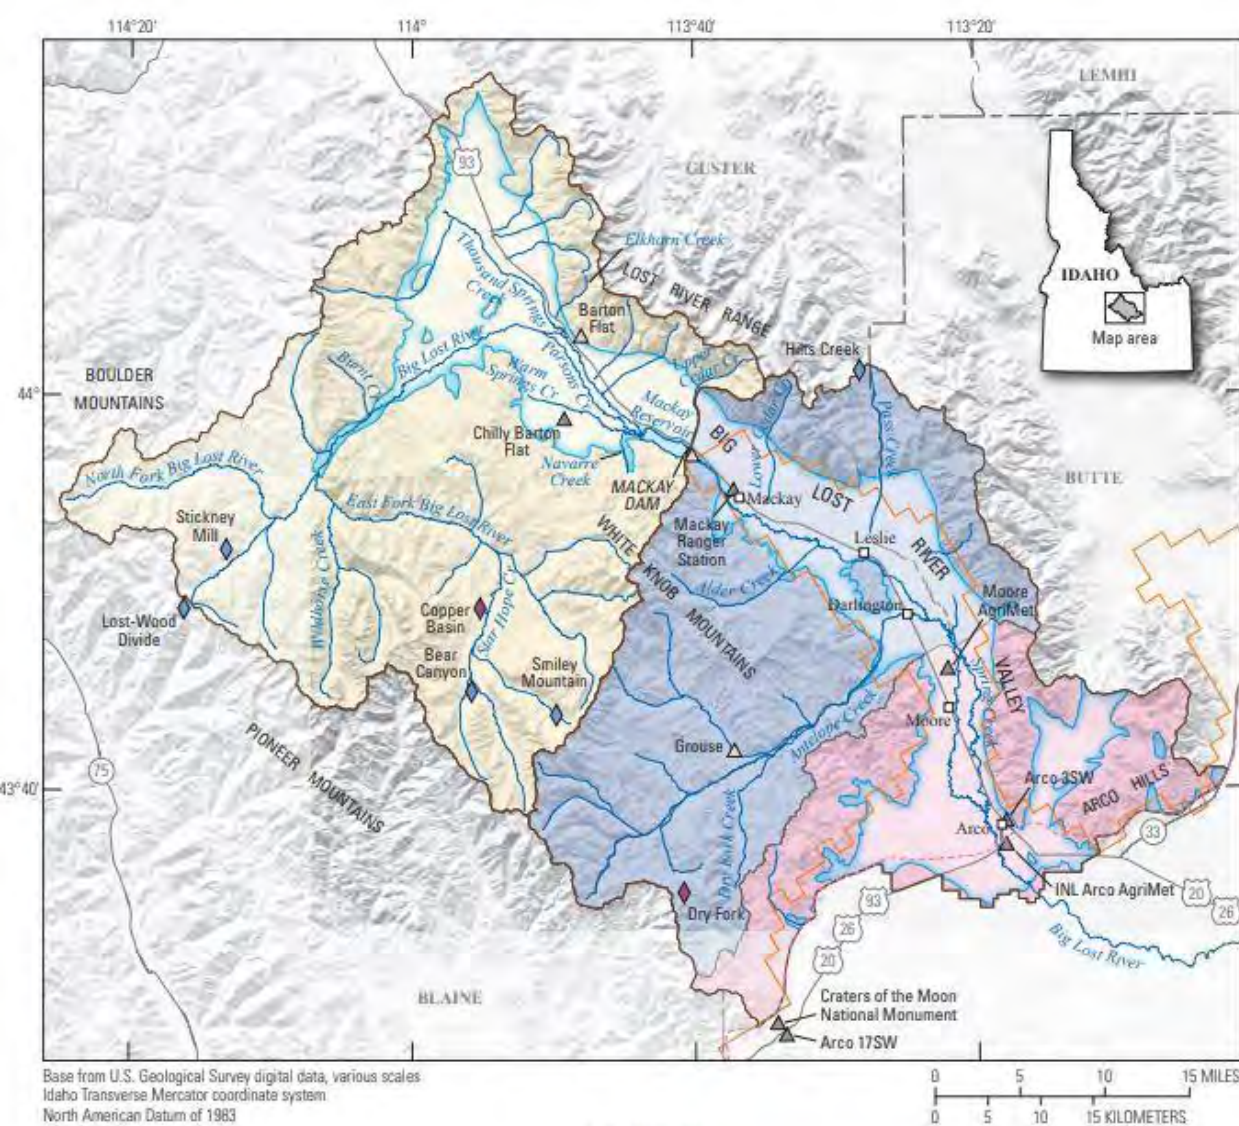 114°20'
114°
113°40'
113°20'
LEMHI
93
CUSTER
Elkhorn Creek
LOST RIVER RANGE
IDAHO
Map area
Thousand Springs
Creek
Barton
Flat
Hilts Creek
Big Lost River
Parsons Cr
Upper
Cedar Cr
Burnt Cr
Warm
Springs Cr
BOULDER
MOUNTAINS
44°
Mackay
Reservoir
Lower Cedar Cr
Pass Creek
Chilly Barton
Flat
BIG
LOST
RIVER
VALLEY
Navarre
Creek
MACKAY
DAM
BUTTE
North Fork Big Lost River
Mackay
East Fork Big Lost River
Stickney
Mill
Mackay
Ranger
Station
WHITE KNOB MOUNTAINS
Leslie
Wildhorse Creek
Star Hope Cr
Alder Creek
Moore
AgriMet
Darlington
Copper
Basin
Lost-Wood
Divide
Bear
Canyon
Smiley
Mountain
Spring Creek
Moore
Antelope Creek
Grouse
PIONEER MOUNTAINS
75
43°40'
Arco 3SW
ARCO HILLS
Dry Fork Creek
Arco
33
INL Arco AgriMet
20
26
93
26
20
Dry Fork
Big Lost River
BLAINE
Craters of the Moon
National Monument
Arco 17SW
Base from U.S. Geological Survey digital data, various scales
Idaho Transverse Mercator coordinate system
North American Datum of 1983
0 5 10 15 MILES
0 5 10 15 KILOMETERS